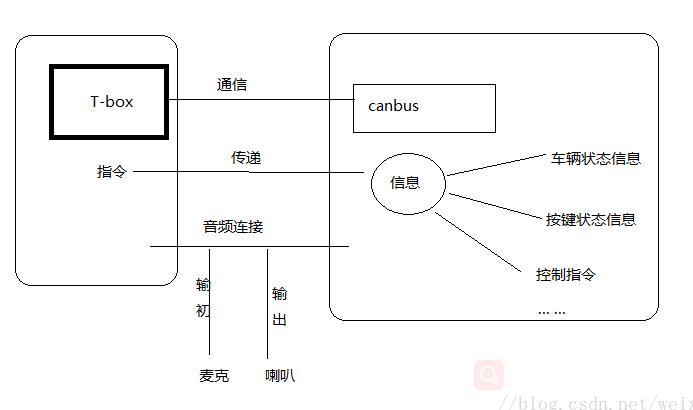 通信
T-box
canbus
指令
传递
信息
车辆状态信息
按键状态信息
控制指令
... ...
音频连接
输初
输出
麦克
喇叭
//blog.csdn.net/weix